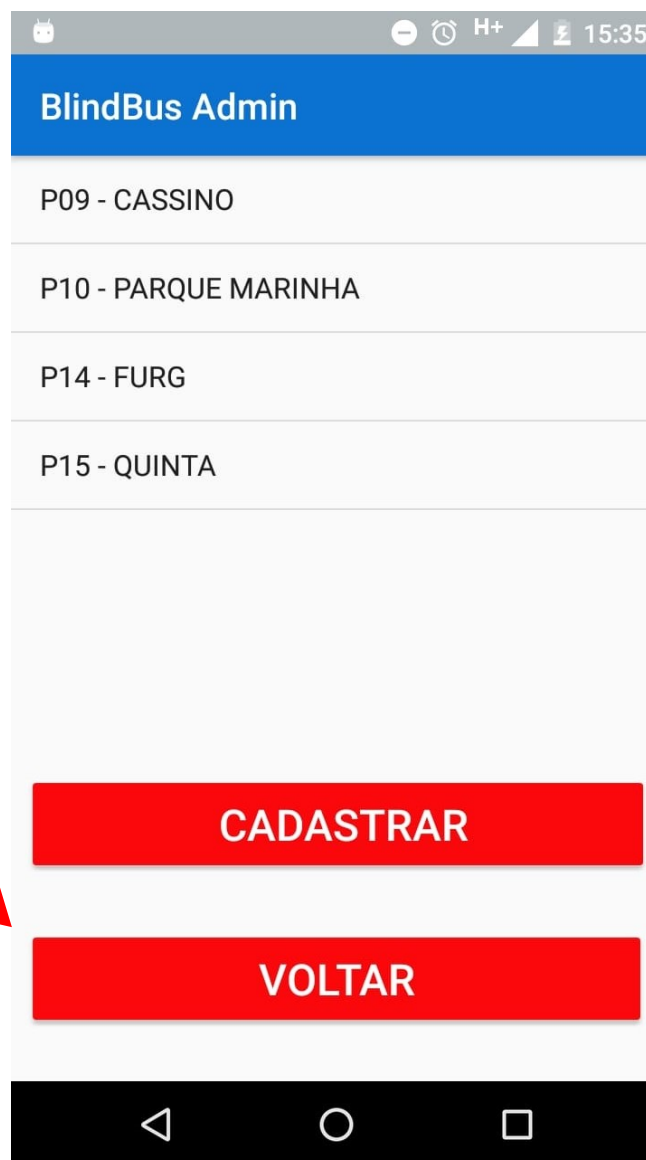 H+ 15:35
BlindBus Admin
P09 - CASSINO
P10 - PARQUE MARINHA
P14 - FURG
P15 - QUINTA
CADASTRAR
VOLTAR